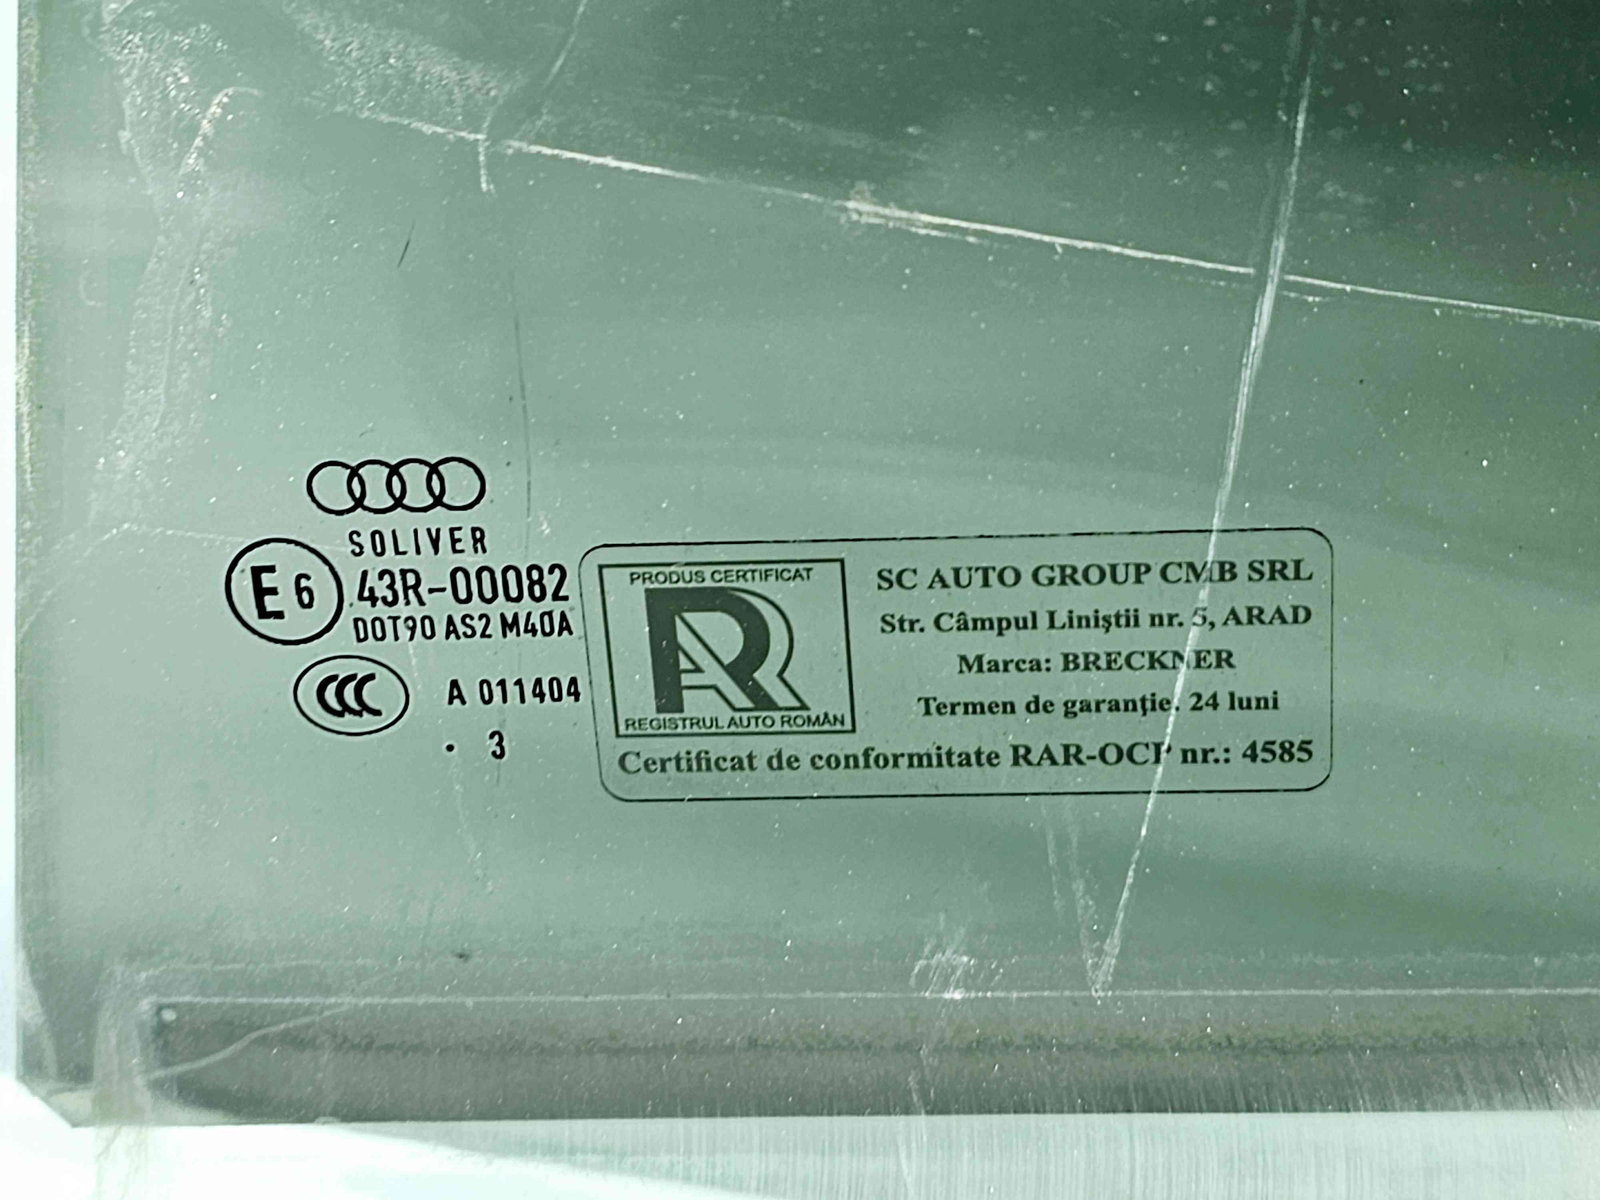 SOLIVER
E6 43R-00082
DOT90 AS2 M40A
CCC A 011404
. 3
PRODUS CERTIFICAT
RAR
REGISTRUL AUTO ROMÂN
SC AUTO GROUP CMB SRL
Str. Câmpul Liniştii nr. 5, ARAD
Marca: BRECKNER
Termen de garanţie. 24 luni
Certificat de conformitate RAR-OCP nr.: 4585